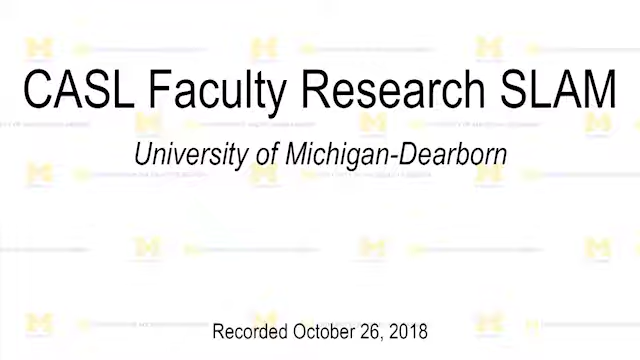 CASL Faculty Research SLAM
University of Michigan-Dearborn
Recorded October 26, 2018